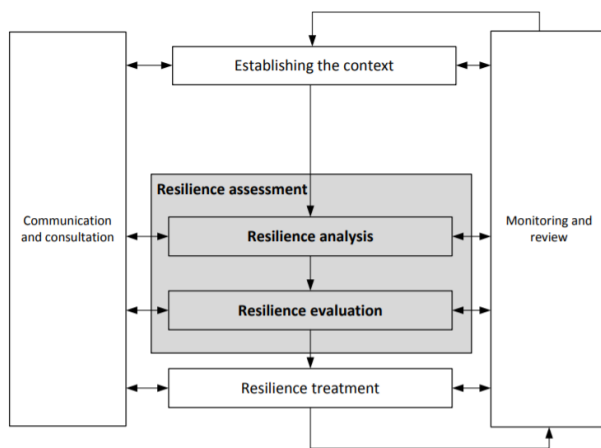 Establishing the context
Resilience assessment
Communication
and consultation
Resilience analysis
Monitoring and
review
Resilience evaluation
Resilience treatment